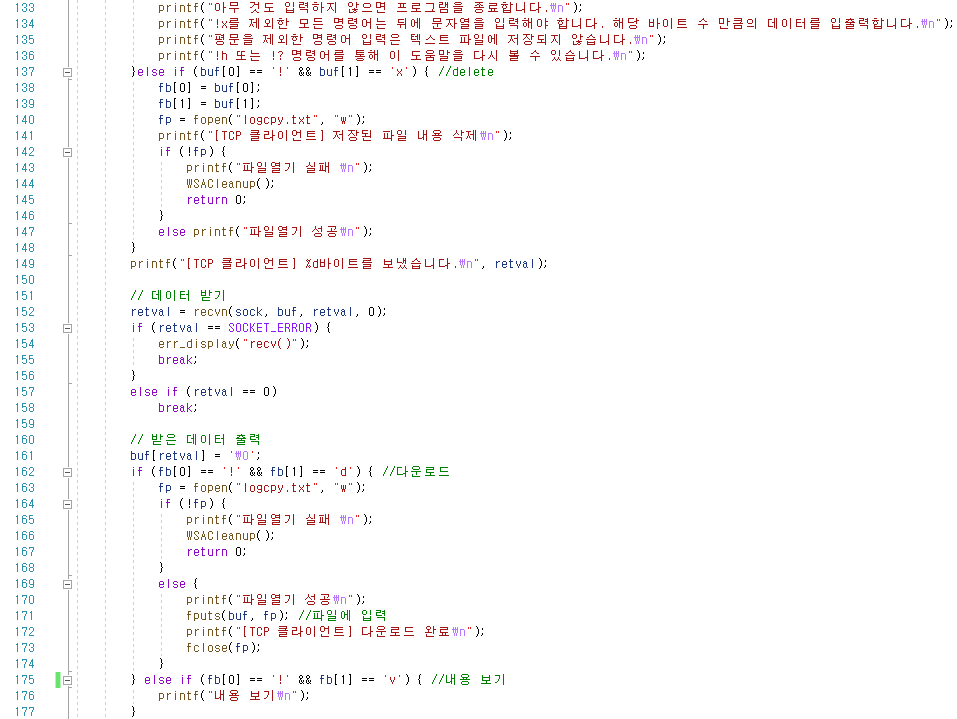 133 printf("아무 것도 입력하지 않으면 프로그램을 종료합니다.₩n");
134 printf("!x를 제외한 모든 명령어는 뒤에 문자열을 입력해야 합니다. 해당 바이트 수 만큼의 데이터를 입출력합니다.₩n");
135 printf("평문을 제외한 명령어 입력은 텍스트 파일에 저장되지 않습니다.₩n");
136 printf("!h 또는 !? 명령어를 통해 이 도움말을 다시 볼 수 있습니다.₩n");
137 }else if (buf[0] == '!' && buf[1] == 'x') { //delete
138 fb[0] = buf[0];
139 fb[1] = buf[1];
140 fp = fopen("logcpy.txt", "w");
141 printf("[TCP 클라이언트] 저장된 파일 내용 삭제₩n");
142 if (!fp) {
143 printf("파일열기 실패 ₩n");
144 WSACleanup();
145 return 0;
146 }
147 else printf("파일열기 성공₩n");
148 }
149 printf("[TCP 클라이언트] %d바이트를 보냈습니다.₩n", retval);
150
151 // 데이터 받기
152 retval = recvn(sock, buf, retval, 0);
153 if (retval == SOCKET_ERROR) {
154 err_display("recv()");
155 break;
156 }
157 else if (retval == 0)
158 break;
159
160 // 받은 데이터 출력
161 buf[retval] = '₩0';
162 if (fb[0] == '!' && fb[1] == 'd') { //다운로드
163 fp = fopen("logcpy.txt", "w");
164 if (!fp) {
165 printf("파일열기 실패 ₩n");
166 WSACleanup();
167 return 0;
168 }
169 else {
170 printf("파일열기 성공₩n");
171 fputs(buf, fp); //파일에 입력
172 printf("[TCP 클라이언트] 다운로드 완료₩n");
173 fclose(fp);
174 }
175 } else if (fb[0] == '!' && fb[1] == 'v') { //내용 보기
176 printf("내용 보기₩n");
177 }